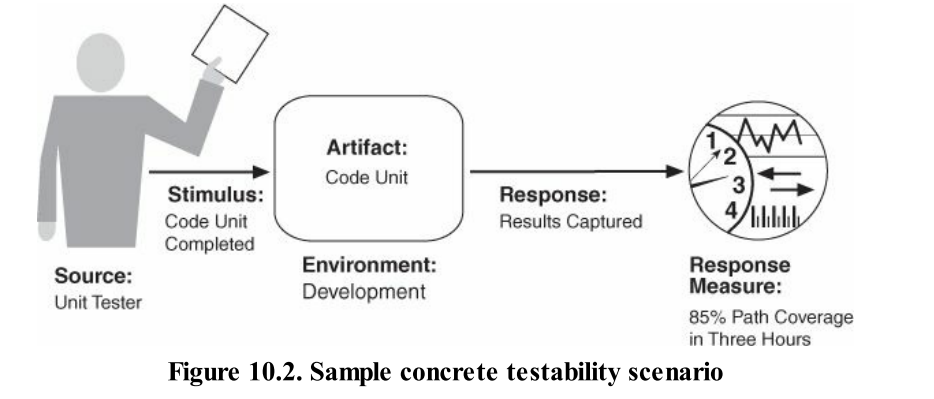 Source:
Unit Tester
Stimulus:
Code Unit
Completed
Artifact:
Code Unit
Environment:
Development
Response:
Results Captured
1
2
3
4
Response
Measure:
85% Path Coverage
in Three Hours
Figure 10.2. Sample concrete testability scenario